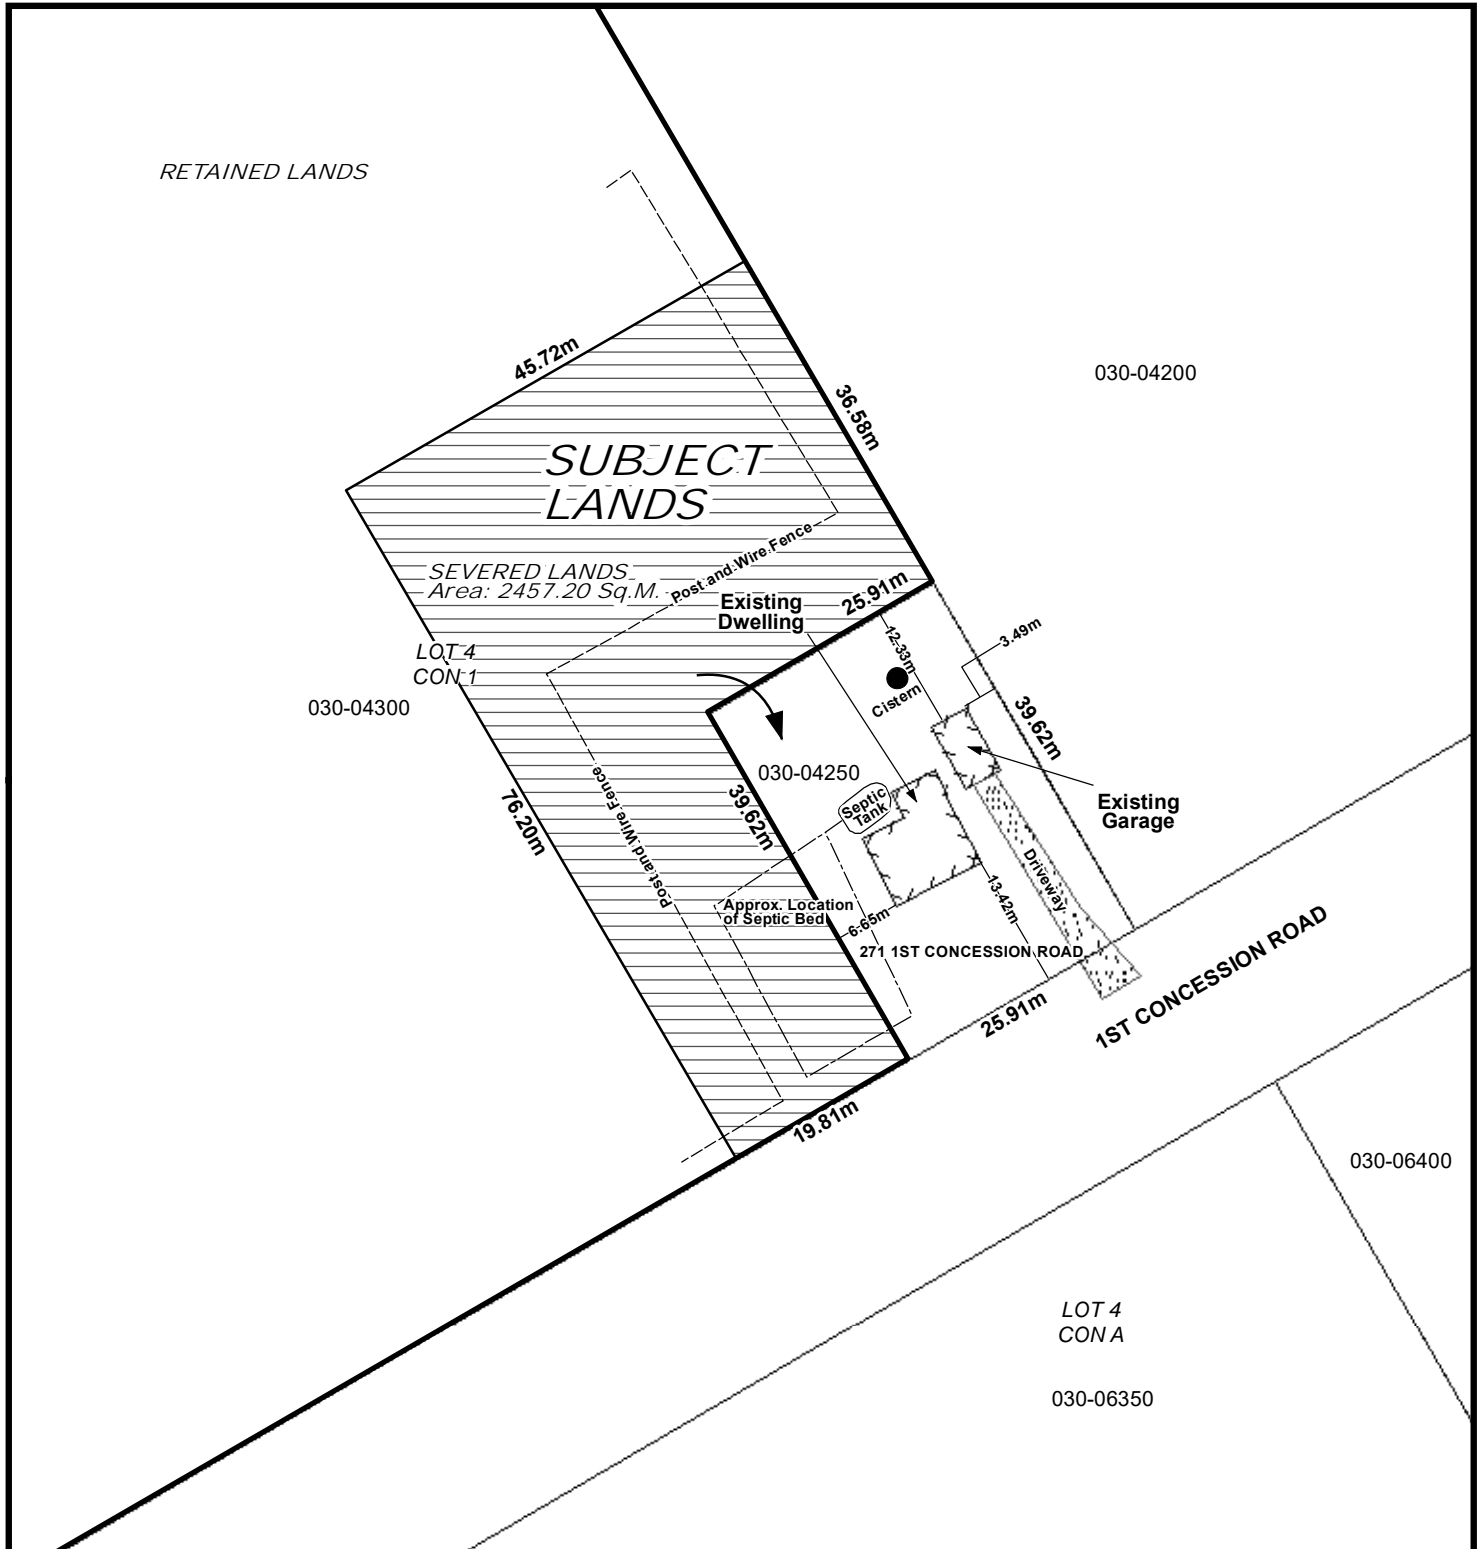 RETAINED LANDS
45.72m
36.58m
030-04200
SUBJECT
LANDS
Post and Wire Fence
SEVERED LANDS
Area: 2457.20 Sq.M.
25.91m
Existing
Dwelling
12.33m
3.49m
LOT 4
CON 1
Cistern
030-04300
39.62m
030-04250
Post and Wire Fence
76.20m
39.62m
Septic
Tank
Existing
Garage
Driveway
13.42m
Approx. Location
of Septic Bed
6.65m
271 1ST CONCESSION ROAD
1ST CONCESSION ROAD
25.91m
19.81m
030-06400
LOT 4
CON A
030-06350